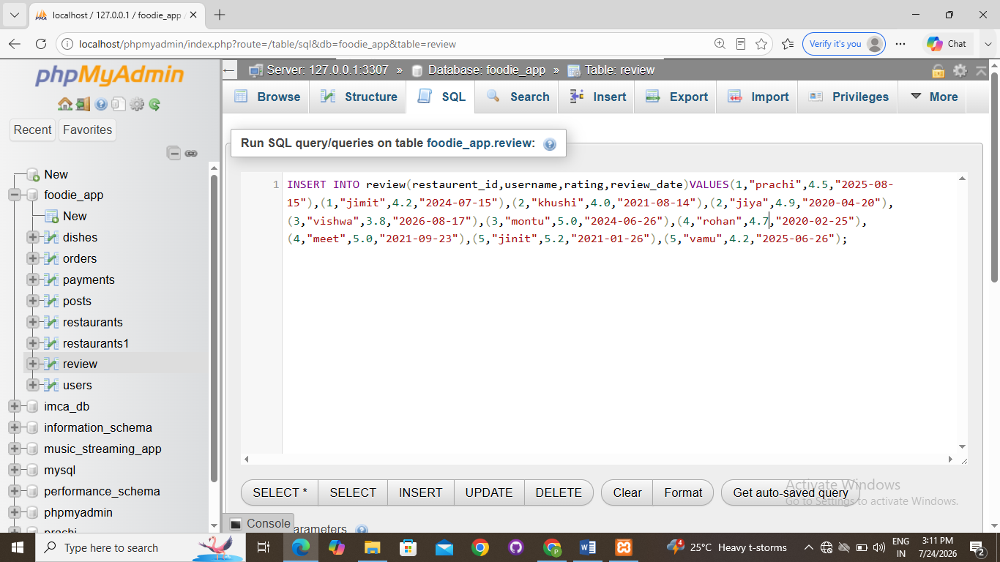 localhost / 127.0.0.1 / foodie_app
localhost/phpmyadmin/index.php?route=/table/sql&db=foodie_app&table=review
Verify it's you
Chat
phpMyAdmin
Recent
Favorites
New
foodie_app
New
dishes
orders
payments
posts
restaurants
restaurants1
review
users
imca_db
information_schema
music_streaming_app
mysql
performance_schema
phpmyadmin
prachi
Server: 127.0.0.1:3307 » Database: foodie_app » Table: review
Browse Structure SQL Search Insert Export Import Privileges More
Run SQL query/queries on table foodie_app.review:
1 INSERT INTO review(restaurent_id,username,rating,review_date)VALUES(1,"prachi",4.5,"2025-08-
15"),(1,"jimit",4.2,"2024-07-15"),(2,"khushi",4.0,"2021-08-14"),(2,"jiya",4.9,"2020-04-20"),
(3,"vishwa",3.8,"2026-08-17"),(3,"montu",5.0,"2024-06-26"),(4,"rohan",4.7,"2020-02-25"),
(4,"meet",5.0,"2021-09-23"),(5,"jinit",5.2,"2021-01-26"),(5,"vamu",4.2,"2025-06-26");
SELECT * SELECT INSERT UPDATE DELETE Clear Format Get auto-saved query
Activate Windows
Go to Settings to activate Windows.
Console
arameters
Type here to search
25°C Heavy t-storms
ENG
IN
3:11 PM
7/24/2026
2